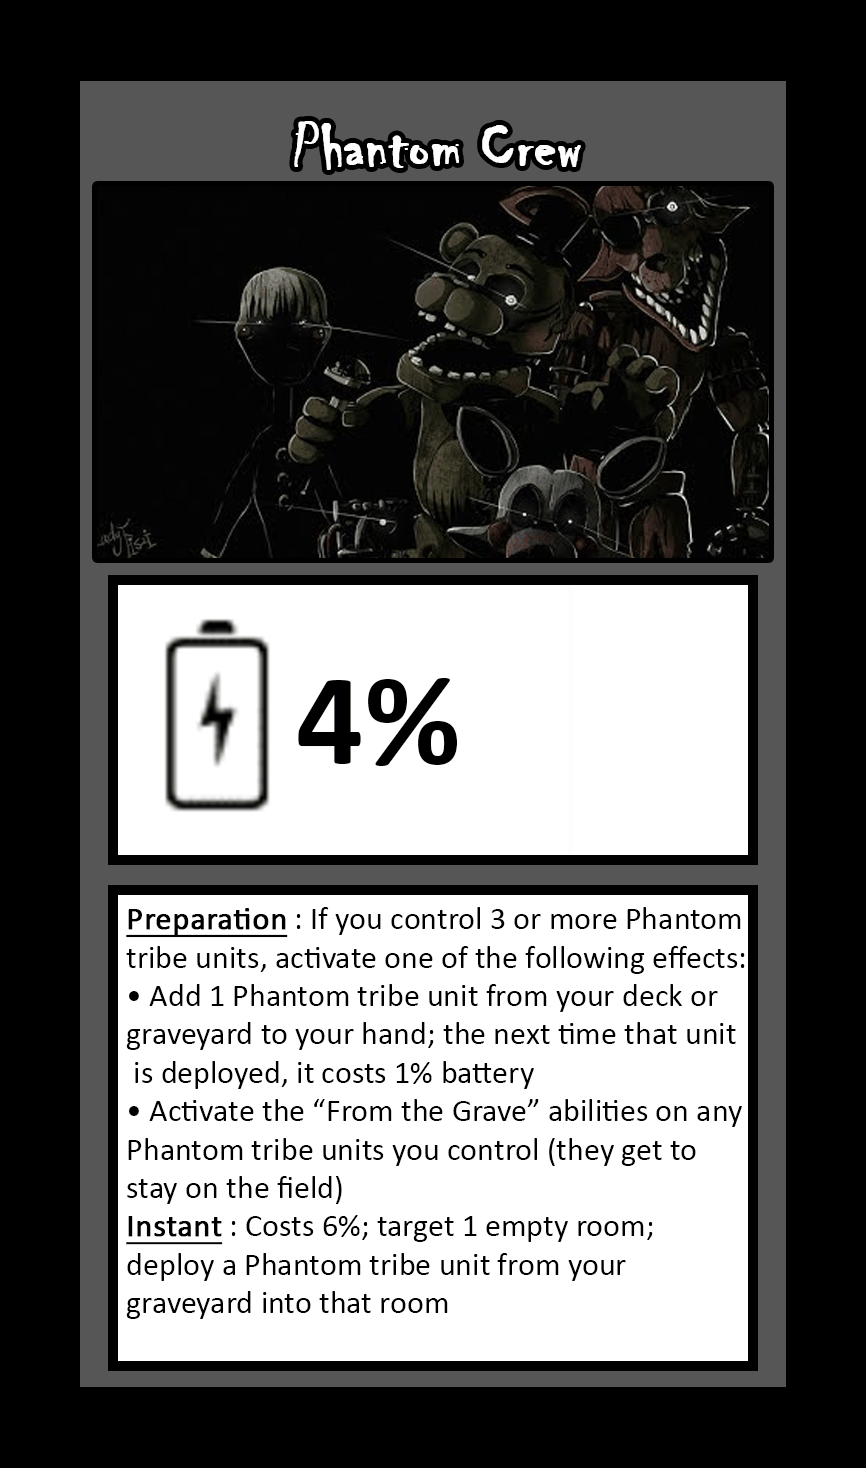 Phantom Crew
4%
Preparation : If you control 3 or more Phantom
tribe units, activate one of the following effects:
• Add 1 Phantom tribe unit from your deck or
graveyard to your hand; the next time that unit
is deployed, it costs 1% battery
• Activate the “From the Grave” abilities on any
Phantom tribe units you control (they get to
stay on the field)
Instant : Costs 6%; target 1 empty room;
deploy a Phantom tribe unit from your
graveyard into that room